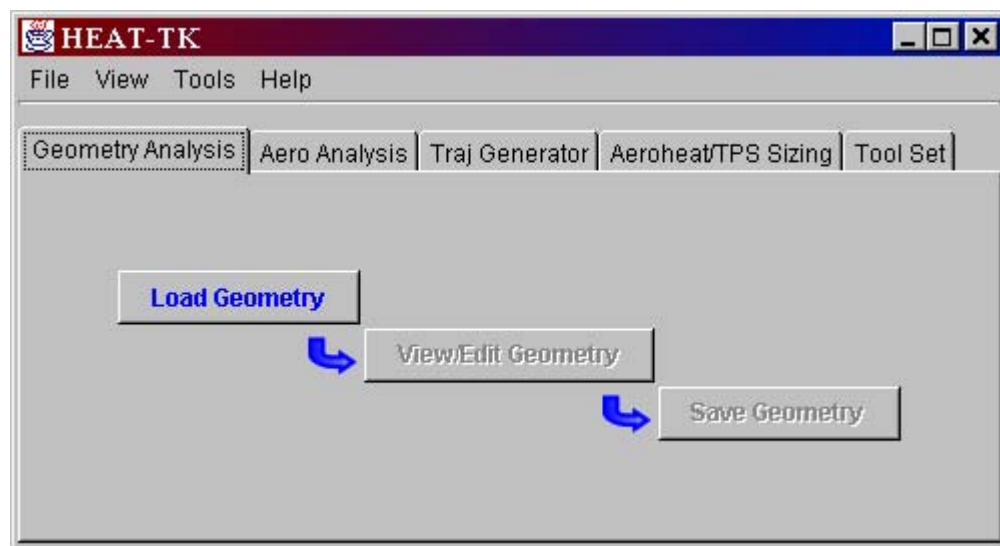 HEAT-TK
File View Tools Help
Geometry Analysis Aero Analysis Traj Generator Aeroheat/TPS Sizing Tool Set
Load Geometry
View/Edit Geometry
Save Geometry